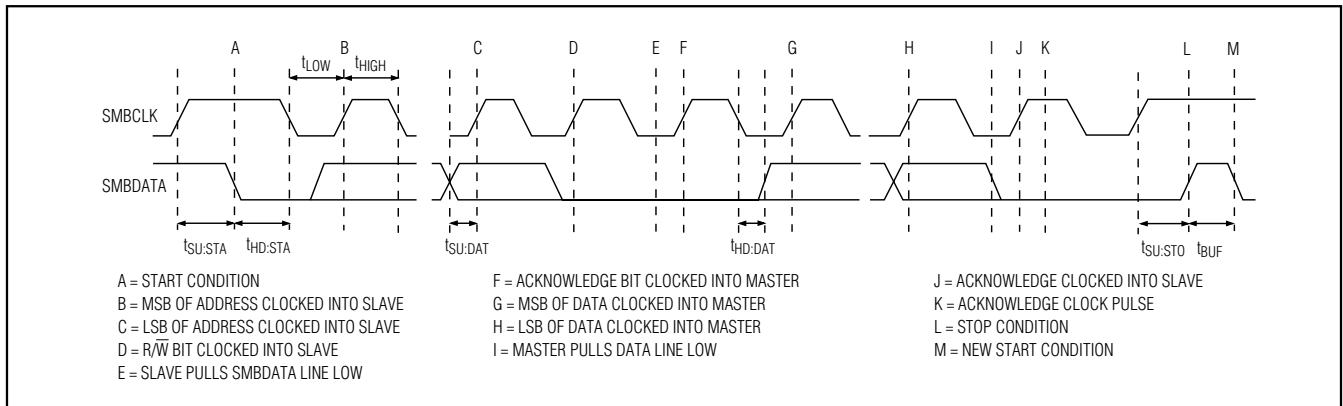 A B C D E F G H I J K L M
tLOW tHIGH
SMBCLK
SMBDATA
tSU:STA tHD:STA tSU:DAT tHD:DAT tSU:STO tBUF
A = START CONDITION
B = MSB OF ADDRESS CLOCKED INTO SLAVE
C = LSB OF ADDRESS CLOCKED INTO SLAVE
D = R/W̅ BIT CLOCKED INTO SLAVE
E = SLAVE PULLS SMBDATA LINE LOW
F = ACKNOWLEDGE BIT CLOCKED INTO MASTER
G = MSB OF DATA CLOCKED INTO MASTER
H = LSB OF DATA CLOCKED INTO MASTER
I = MASTER PULLS DATA LINE LOW
J = ACKNOWLEDGE CLOCKED INTO SLAVE
K = ACKNOWLEDGE CLOCK PULSE
L = STOP CONDITION
M = NEW START CONDITION